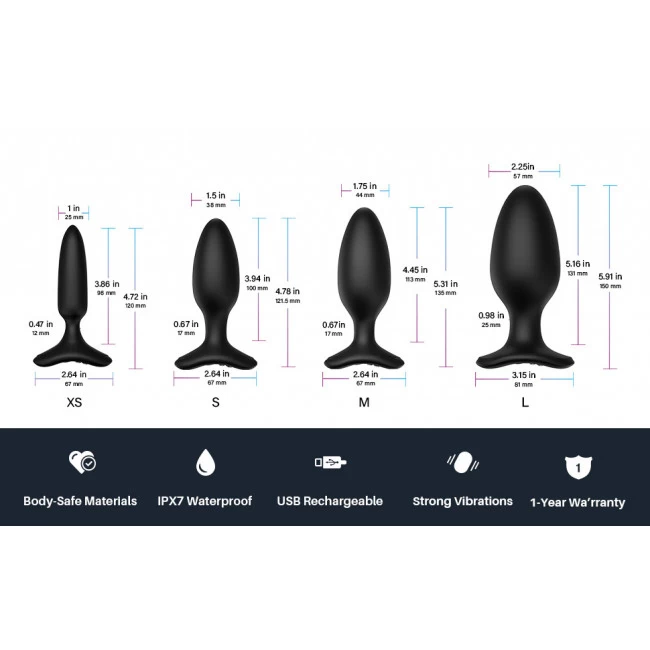 1 in
25 mm
3.86 in
98 mm
4.72 in
120 mm
0.47 in
12 mm
2.64 in
67 mm
XS
1.5 in
38 mm
3.94 in
100 mm
4.78 in
121.5 mm
0.67 in
17 mm
2.64 in
67 mm
S
1.75 in
44 mm
4.45 in
113 mm
5.31 in
135 mm
0.67in
17 mm
2.64 in
67 mm
M
2.25in
57 mm
5.16 in
131 mm
5.91 in
150 mm
0.98 in
25 mm
3.15 in
81 mm
L
1
Body-Safe Materials
IPX7 Waterproof
USB Rechargeable
Strong Vibrations
1-Year Wa’rranty